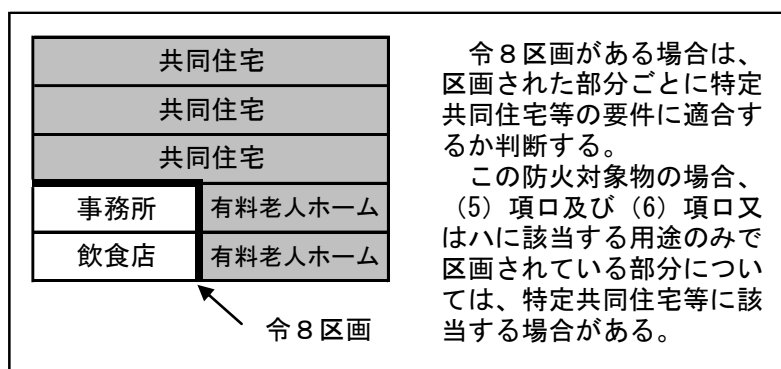 共同住宅
共同住宅
共同住宅
事務所
有料老人ホーム
飲食店
有料老人ホーム
令8区画
　令８区画がある場合は、
区画された部分ごとに特定
共同住宅等の要件に適合す
るか判断する。
　この防火対象物の場合、
（5）項ロ及び（6）項ロ又
はハに該当する用途のみで
区画されている部分につい
ては、特定共同住宅等に該
当する場合がある。